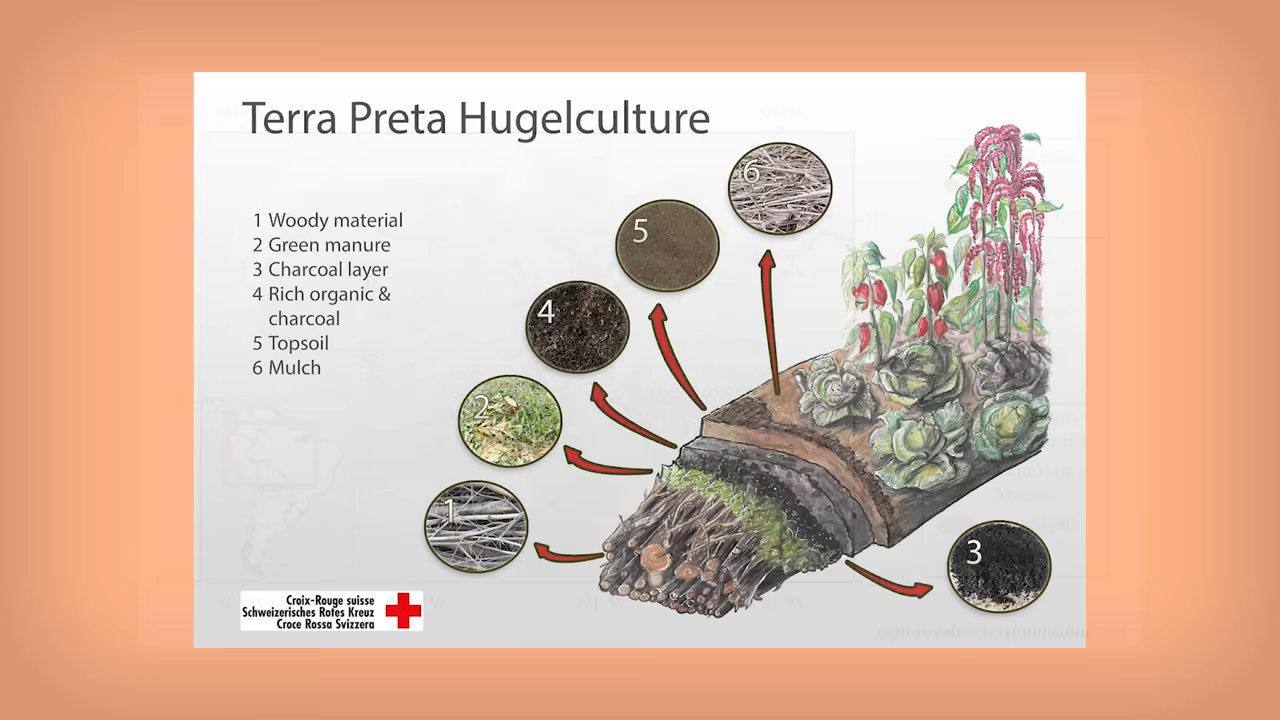 Terra Preta Hugelculture
1 Woody material
2 Green manure
3 Charcoal layer
4 Rich organic &
charcoal
5 Topsoil
6 Mulch
6
5
4
2
1
3
Croix-Rouge suisse
Schweizerisches Rotes Kreuz
Croce Rossa Svizzera